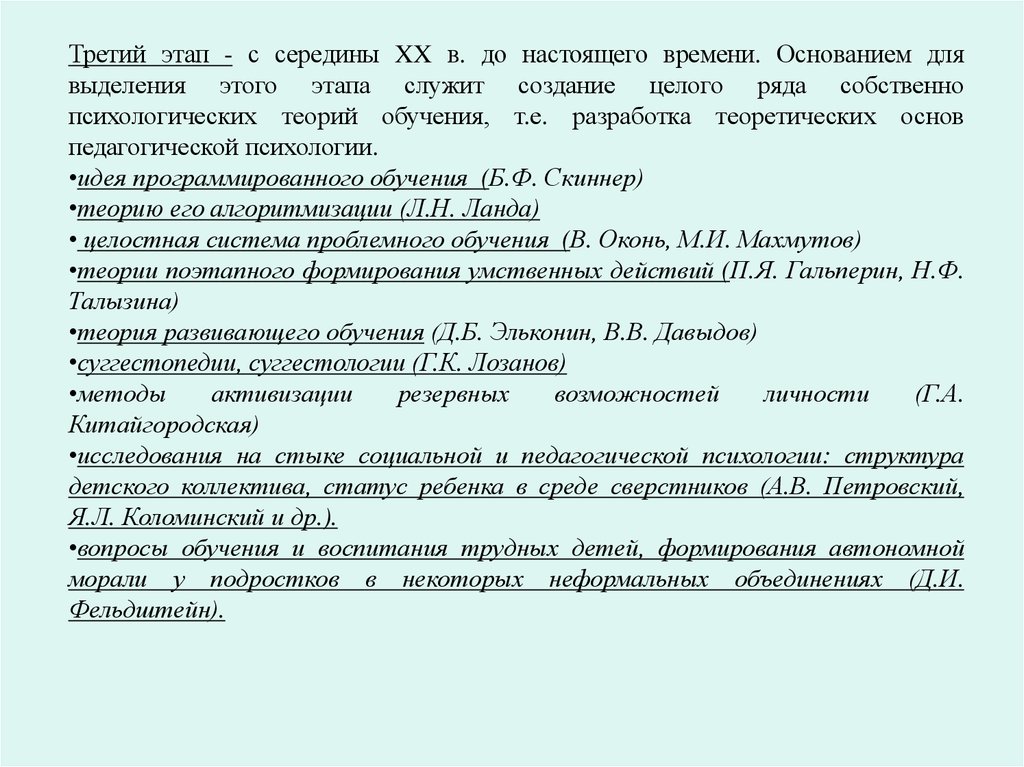 Третий этап - с середины XX в. до настоящего времени. Основанием для
выделения этого этапа служит создание целого ряда собственно
психологических теорий обучения, т.е. разработка теоретических основ
педагогической психологии.
•идея программированного обучения (Б.Ф. Скиннер)
•теорию его алгоритмизации (Л.Н. Ланда)
• целостная система проблемного обучения (В. Оконь, М.И. Махмутов)
•теории поэтапного формирования умственных действий (П.Я. Гальперин, Н.Ф.
Талызина)
•теория развивающего обучения (Д.Б. Эльконин, В.В. Давыдов)
•суггестопедии, суггестологии (Г.К. Лозанов)
•методы активизации резервных возможностей личности (Г.А.
Китайгородская)
•исследования на стыке социальной и педагогической психологии: структура
детского коллектива, статус ребенка в среде сверстников (А.В. Петровский,
Я.Л. Коломинский и др.).
•вопросы обучения и воспитания трудных детей, формирования автономной
морали у подростков в некоторых неформальных объединениях (Д.И.
Фельдштейн).